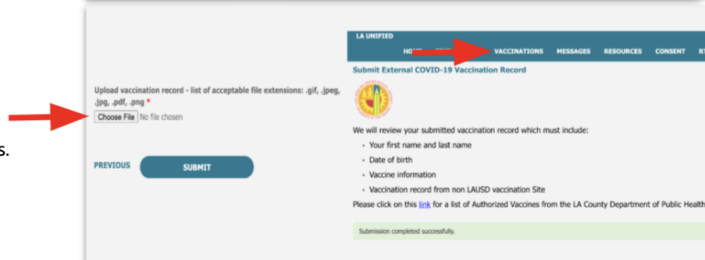 s.
Upload vaccination record - list of acceptable file extensions: .gif, .jpeg,
.jpg, .pdf, .png *
Choose File No file chosen
PREVIOUS
SUBMIT
LA UNIFIED
VACCINATIONS MESSAGES RESOURCES CONSENT
Submit External COVID-19 Vaccination Record
We will review your submitted vaccination record which must include:
• Your first name and last name
• Date of birth
• Vaccine information
• Vaccination record from non LAUSD vaccination Site
Please click on this link for a list of Authorized Vaccines from the LA County Department of Public Health
Submission completed successfully.